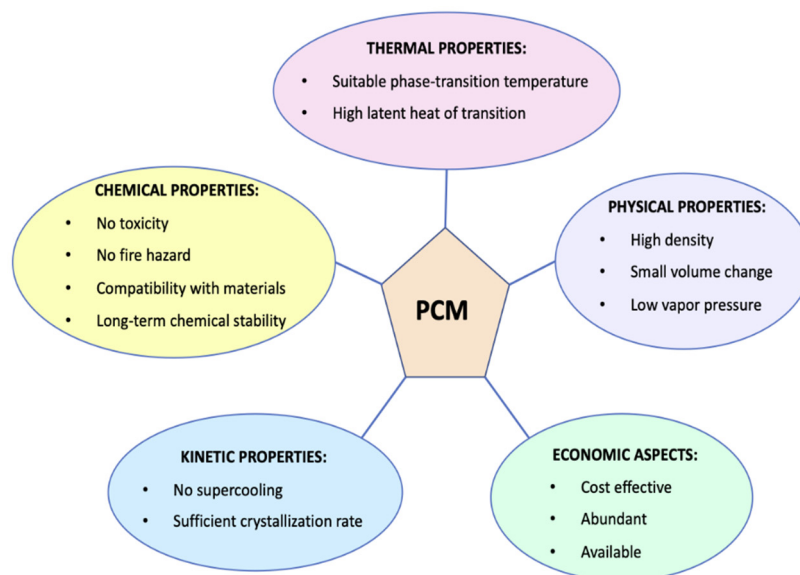 THERMAL PROPERTIES:
• Suitable phase-transition temperature
• High latent heat of transition
CHEMICAL PROPERTIES:
• No toxicity
• No fire hazard
• Compatibility with materials
• Long-term chemical stability
PHYSICAL PROPERTIES:
• High density
• Small volume change
• Low vapor pressure
PCM
KINETIC PROPERTIES:
• No supercooling
• Sufficient crystallization rate
ECONOMIC ASPECTS:
• Cost effective
• Abundant
• Available